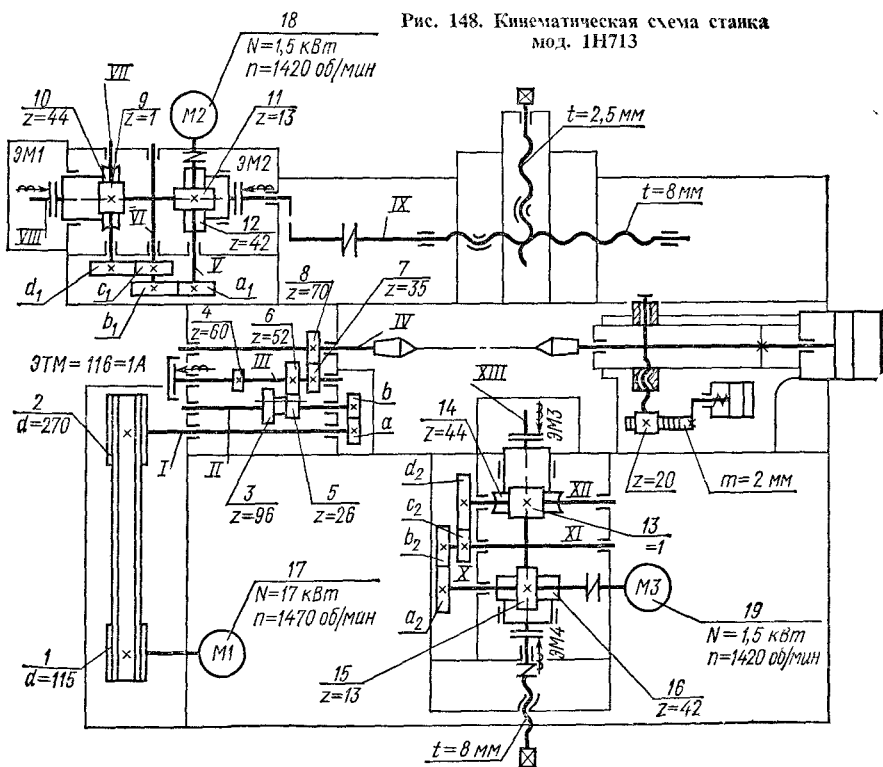 Рис. 148. Кинематическая схема станка
мод. 1Н713
18
N=1,5 кВт
n=1420 об/мин
VII
10
z=44
9
z=1
М2
11
z=13
ЭМ1
ЭМ2
t=2,5 мм
t=8 мм
VIII
VI
12
z=42
IX
V
d₁
c₁
b₁
a₁
8
z=70
7
z=35
4
z=60
6
z=52
IV
ЭТМ=116=1А
III
XIII
2
d=270
b
a
I
II
14
z=44
ЭМ3
3
z=96
5
z=26
z=20
m=2 мм
d₂
c₂
b₂
a₂
XII
13
=1
XI
X
17
N=17 кВт
n=1470 об/мин
М1
М3
19
N=1,5 кВт
n=1420 об/мин
1
d=115
ЭМ4
15
z=13
16
z=42
t=8 мм